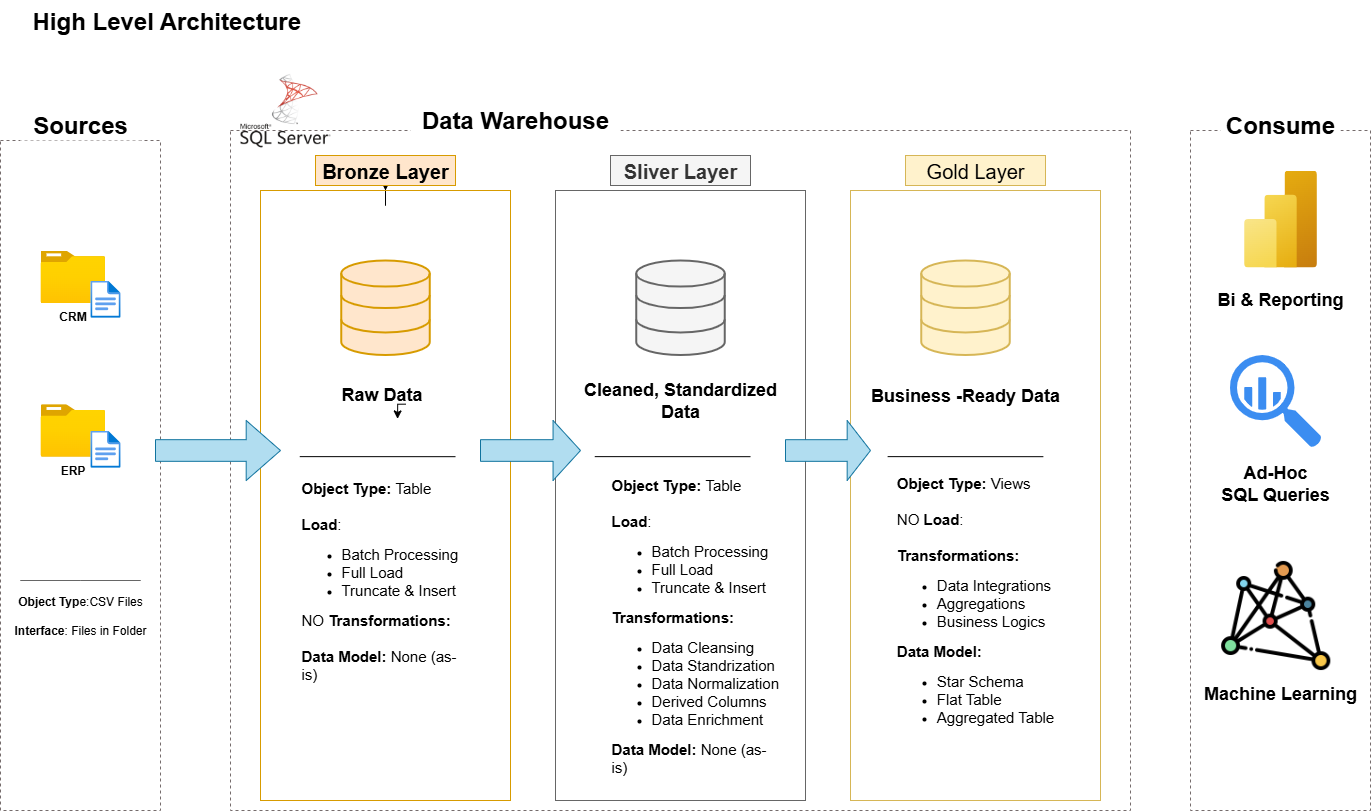 High Level Architecture
Sources
CRM
ERP
Object Type:CSV Files
Interface: Files in Folder
Microsoft®
SQL Server
Data Warehouse
Bronze Layer
Raw Data
Object Type: Table
Load:
Batch Processing
Full Load
Truncate & Insert
NO Transformations:
Data Model: None (as-
is)
Sliver Layer
Cleaned, Standardized
Data
Object Type: Table
Load:
Batch Processing
Full Load
Truncate & Insert
Transformations:
Data Cleansing
Data Standrization
Data Normalization
Derived Columns
Data Enrichment
Data Model: None (as-
is)
Gold Layer
Business -Ready Data
Object Type: Views
NO Load:
Transformations:
Data Integrations
Aggregations
Business Logics
Data Model:
Star Schema
Flat Table
Aggregated Table
Consume
Bi & Reporting
Ad-Hoc
SQL Queries
Machine Learning